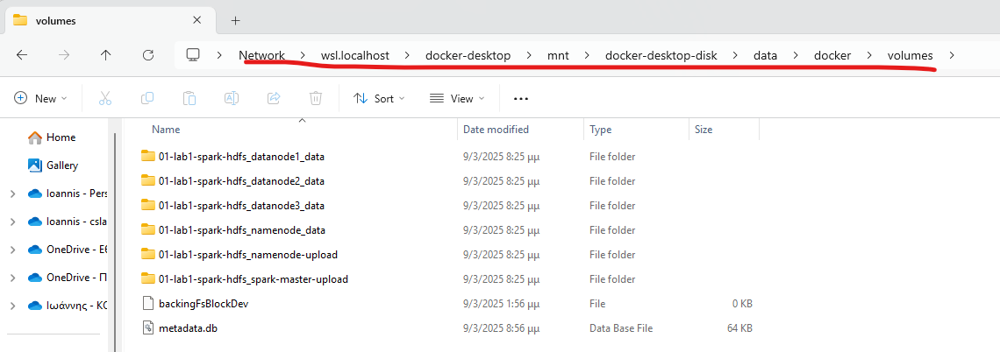 volumes
Network wsl.localhost docker-desktop mnt docker-desktop-disk data docker volumes
New Sort View
Name Date modified Type Size
Home
Gallery
Ioannis - Pers
Ioannis - csla
OneDrive - Εθ
OneDrive - Π
Ιωάννης - ΚΟ
01-lab1-spark-hdfs_datanode1_data 9/3/2025 8:25 μμ File folder
01-lab1-spark-hdfs_datanode2_data 9/3/2025 8:25 μμ File folder
01-lab1-spark-hdfs_datanode3_data 9/3/2025 8:25 μμ File folder
01-lab1-spark-hdfs_namenode_data 9/3/2025 8:25 μμ File folder
01-lab1-spark-hdfs_namenode-upload 9/3/2025 8:25 μμ File folder
01-lab1-spark-hdfs_spark-master-upload 9/3/2025 8:25 μμ File folder
backingFsBlockDev 9/3/2025 1:56 μμ File 0 KB
metadata.db 9/3/2025 8:56 μμ Data Base File 64 KB